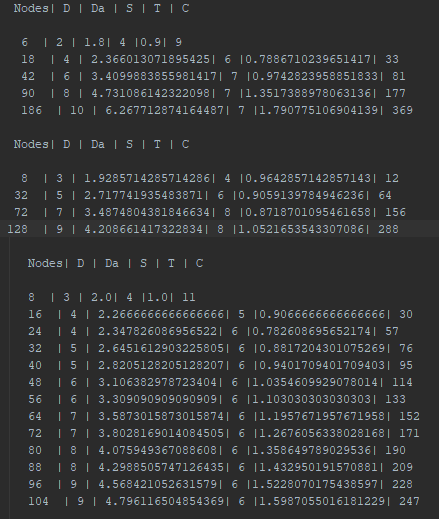 Nodes| D | Da | S | T | C
6 | 2 | 1.8| 4 |0.9| 9
18 | 4 | 2.366013071895425| 6 |0.7886710239651417| 33
42 | 6 | 3.4099883855981417| 7 |0.9742823958851833| 81
90 | 8 | 4.731086142322098| 7 |1.3517388978063136| 177
186 | 10 | 6.267712874164487| 7 |1.790775106904139| 369
Nodes| D | Da | S | T | C
8 | 3 | 1.9285714285714286| 4 |0.9642857142857143| 12
32 | 5 | 2.717741935483871| 6 |0.9059139784946236| 64
72 | 7 | 3.4874804381846634| 8 |0.8718701095461658| 156
128 | 9 | 4.208661417322834| 8 |1.0521653543307086| 288
Nodes| D | Da | S | T | C
8 | 3 | 2.0| 4 |1.0| 11
16 | 4 | 2.2666666666666666| 5 |0.9066666666666666| 30
24 | 4 | 2.347826086956522| 6 |0.782608695652174| 57
32 | 5 | 2.6451612903225805| 6 |0.8817204301075269| 76
40 | 5 | 2.8205128205128207| 6 |0.9401709401709403| 95
48 | 6 | 3.106382978723404| 6 |1.0354609929078014| 114
56 | 6 | 3.309090909090909| 6 |1.103030303030303| 133
64 | 7 | 3.5873015873015874| 6 |1.1957671957671958| 152
72 | 7 | 3.8028169014084505| 6 |1.2676056338028168| 171
80 | 8 | 4.075949367088608| 6 |1.358649789029536| 190
88 | 8 | 4.2988505747126435| 6 |1.432950191570881| 209
96 | 9 | 4.568421052631579| 6 |1.5228070175438597| 228
104 | 9 | 4.796116504854369| 6 |1.5987055016181229| 247